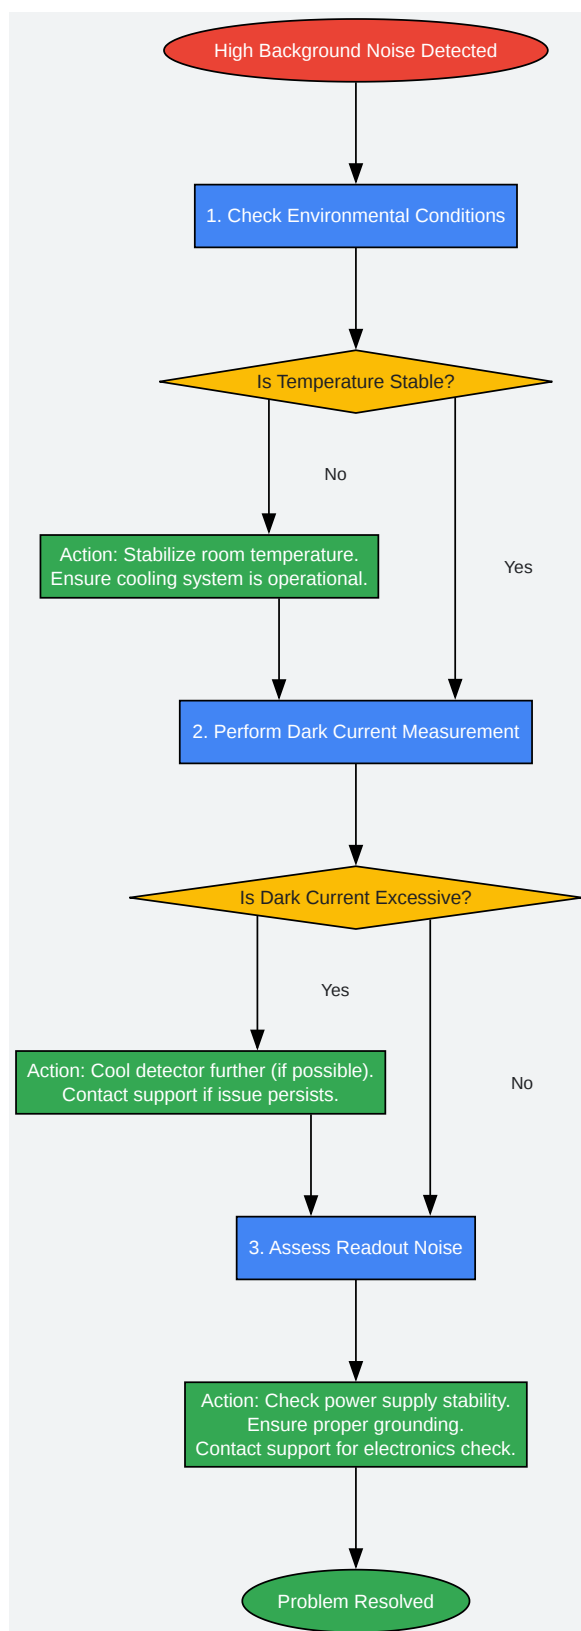 High Background Noise Detected
1. Check Environmental Conditions
Is Temperature Stable?
No
Action: Stabilize room temperature.
Ensure cooling system is operational.
Yes
2. Perform Dark Current Measurement
Is Dark Current Excessive?
Yes
Action: Cool detector further (if possible).
Contact support if issue persists.
No
3. Assess Readout Noise
Action: Check power supply stability.
Ensure proper grounding.
Contact support for electronics check.
Problem Resolved